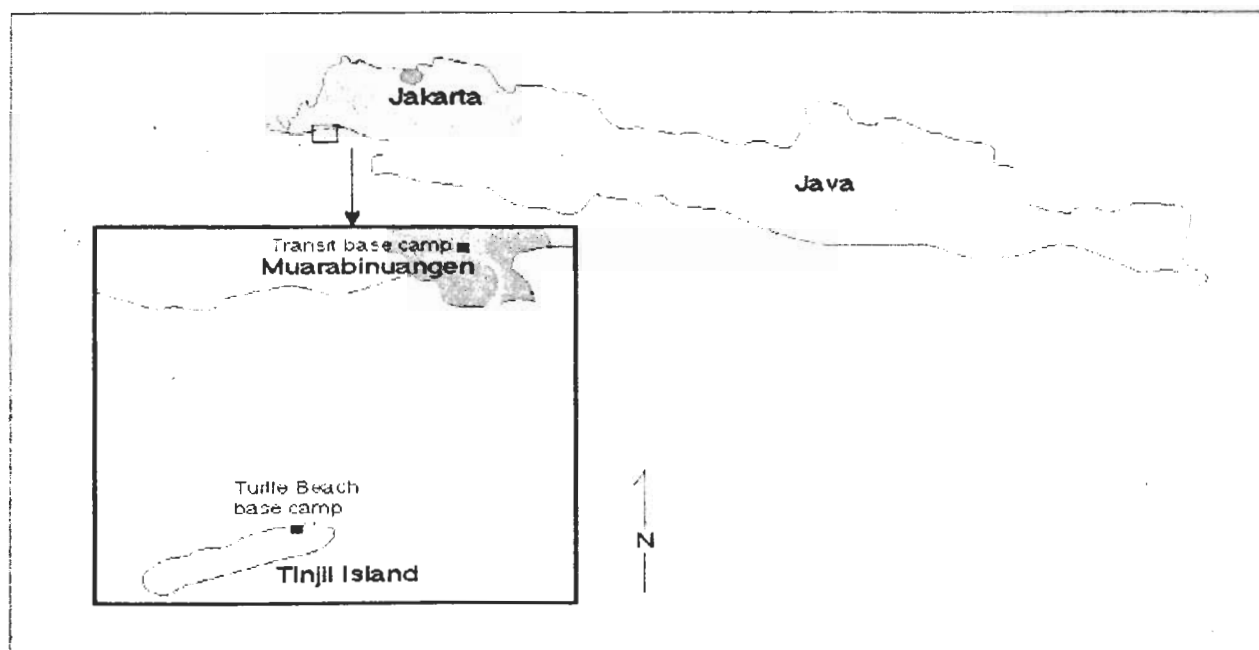 Jakarta
Java
Transit base camp
Muarabinuangen
Turtle Beach
base camp
N
Tinjil Island